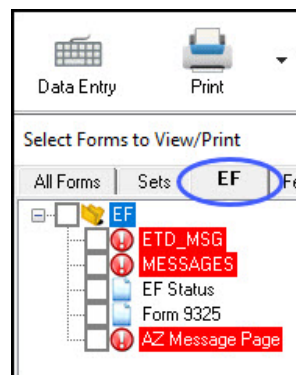 Data Entry Print
Select Forms to View/Print
All Forms Sets EF Fe
EF
ETD_MSG
MESSAGES
EF Status
Form 9325
AZ Message Page